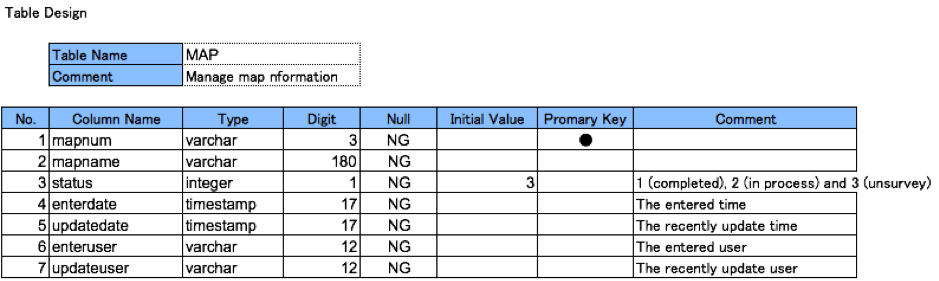 Table Design
Table Name MAP
Comment Manage map nformation
No. Column Name Type Digit Null Initial Value Promary Key Comment
1 mapnum varchar 3 NG ●
2 mapname varchar 180 NG
3 status integer 1 NG 3 1 (completed), 2 (in process) and 3 (unsurvey)
4 enterdate timestamp 17 NG The entered time
5 updatedate timestamp 17 NG The recently update time
6 enteruser varchar 12 NG The entered user
7 updateuser varchar 12 NG The recently update user